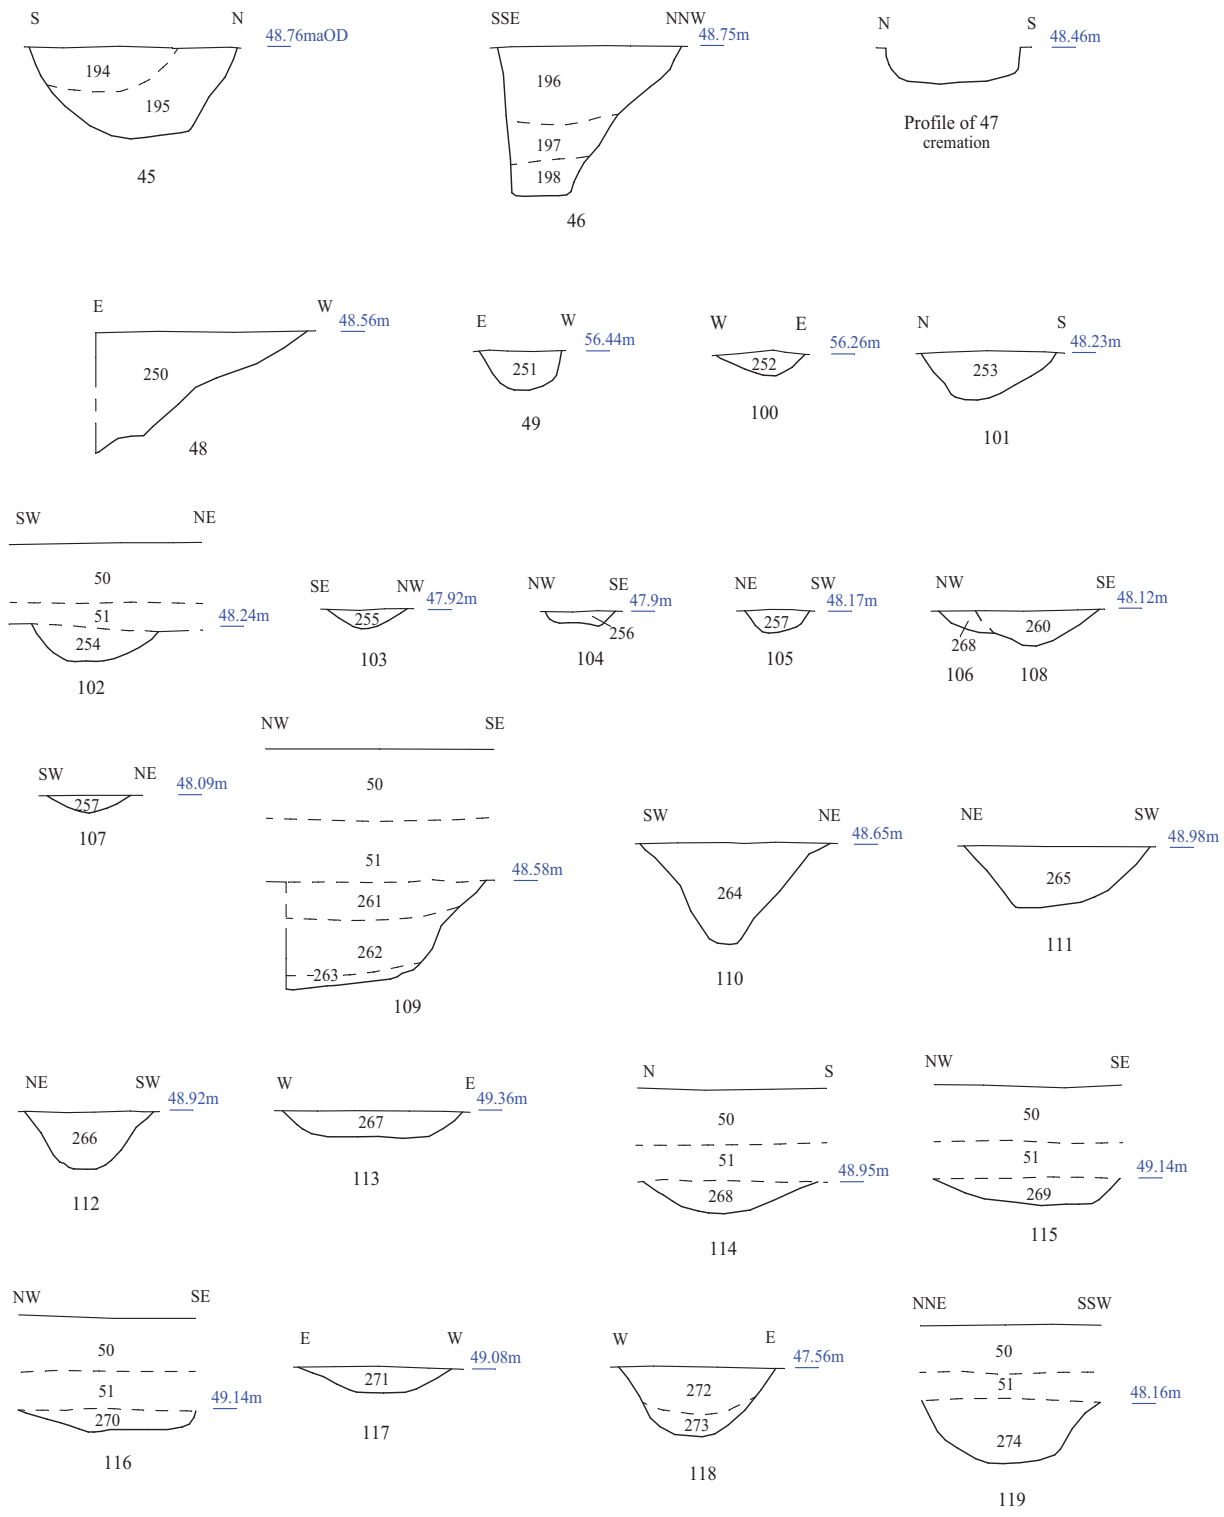 S N 48.76maOD
194
195
45
SSE NNW 48.75m
196
197
198
46
N S 48.46m
Profile of 47
cremation
E W 48.56m
250
48
E W 56.44m
251
49
W E 56.26m
252
100
N S 48.23m
253
101
SW NE
50
51 48.24m
254
102
SE NW 47.92m
255
103
NW SE 47.9m
256
104
NE SW 48.17m
257
105
NW SE 48.12m
260
268
106 108
SW NE 48.09m
257
107
NW SE
50
51
48.58m
261
262
263
109
SW NE 48.65m
264
110
NE SW 48.98m
265
111
NE SW 48.92m
266
112
W E 49.36m
267
113
N S
50
51
48.95m
268
114
NW SE
50
51
49.14m
269
115
NW SE
50
51
49.14m
270
116
E W 49.08m
271
117
W E 47.56m
272
273
118
NNE SSW
50
51
48.16m
274
119